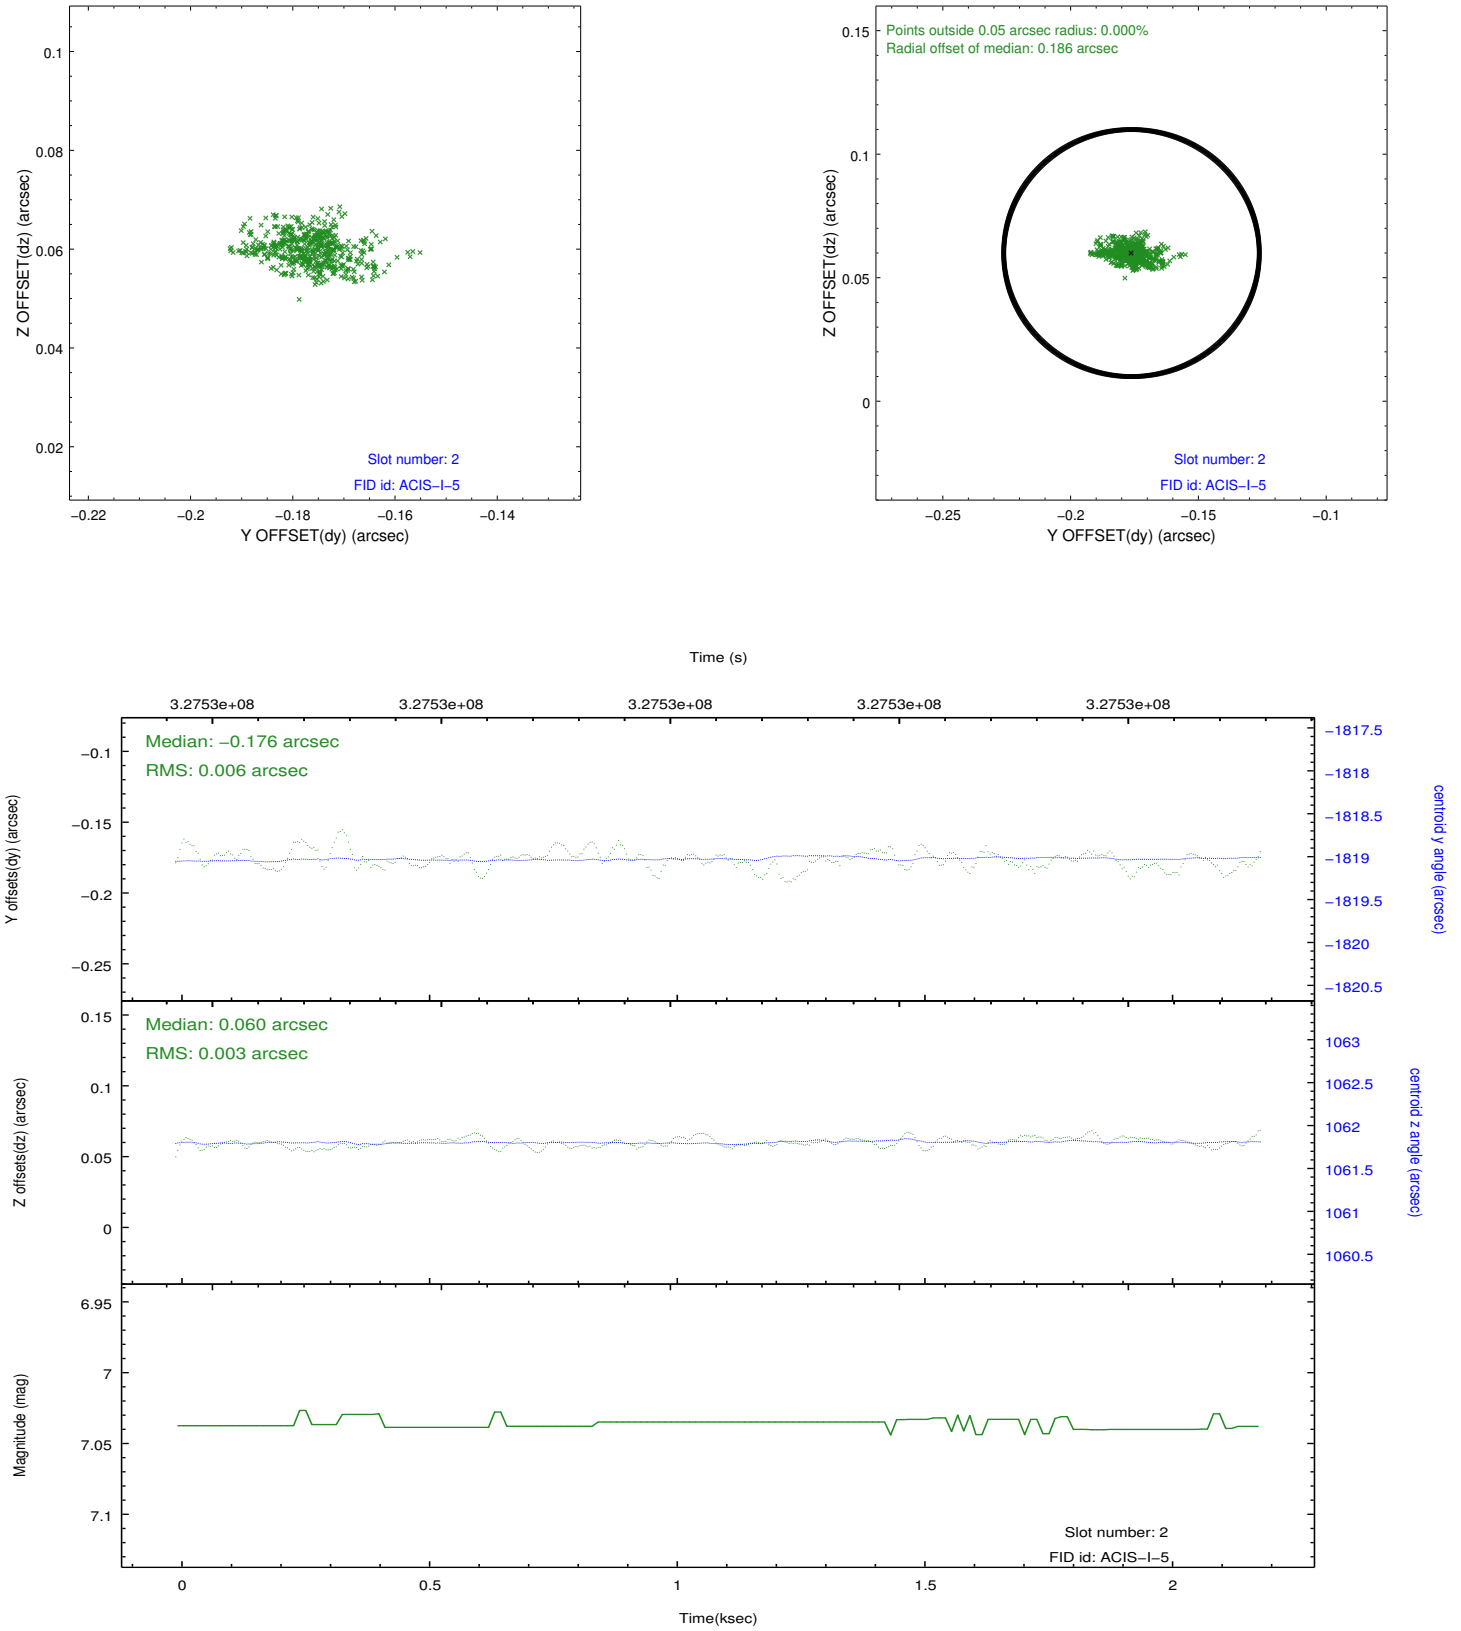 0.1
0.08
0.06
0.04
0.02
−0.22
−0.2
−0.18
−0.16
−0.14
Z OFFSET(dz) (arcsec)
Y OFFSET(dy) (arcsec)
Slot number: 2
FID id: ACIS−I−5
Points outside 0.05 arcsec radius: 0.000%
Radial offset of median: 0.186 arcsec
0.15
0.1
0.05
0
−0.25
−0.2
−0.15
−0.1
Z OFFSET(dz) (arcsec)
Y OFFSET(dy) (arcsec)
Slot number: 2
FID id: ACIS−I−5
Time (s)
3.2753e+08
3.2753e+08
3.2753e+08
3.2753e+08
3.2753e+08
Median: −0.176 arcsec
RMS: 0.006 arcsec
−0.1
−0.15
−0.2
−0.25
Y offsets(dy) (arcsec)
−1817.5
−1818
−1818.5
−1819
−1819.5
−1820
−1820.5
centroid y angle (arcsec)
Median: 0.060 arcsec
RMS: 0.003 arcsec
0.15
0.1
0.05
0
Z offsets(dz) (arcsec)
1063
1062.5
1062
1061.5
1061
1060.5
centroid z angle (arcsec)
6.95
7
7.05
7.1
Magnitude (mag)
Slot number: 2
FID id: ACIS−I−5
0
0.5
1
1.5
2
Time(ksec)